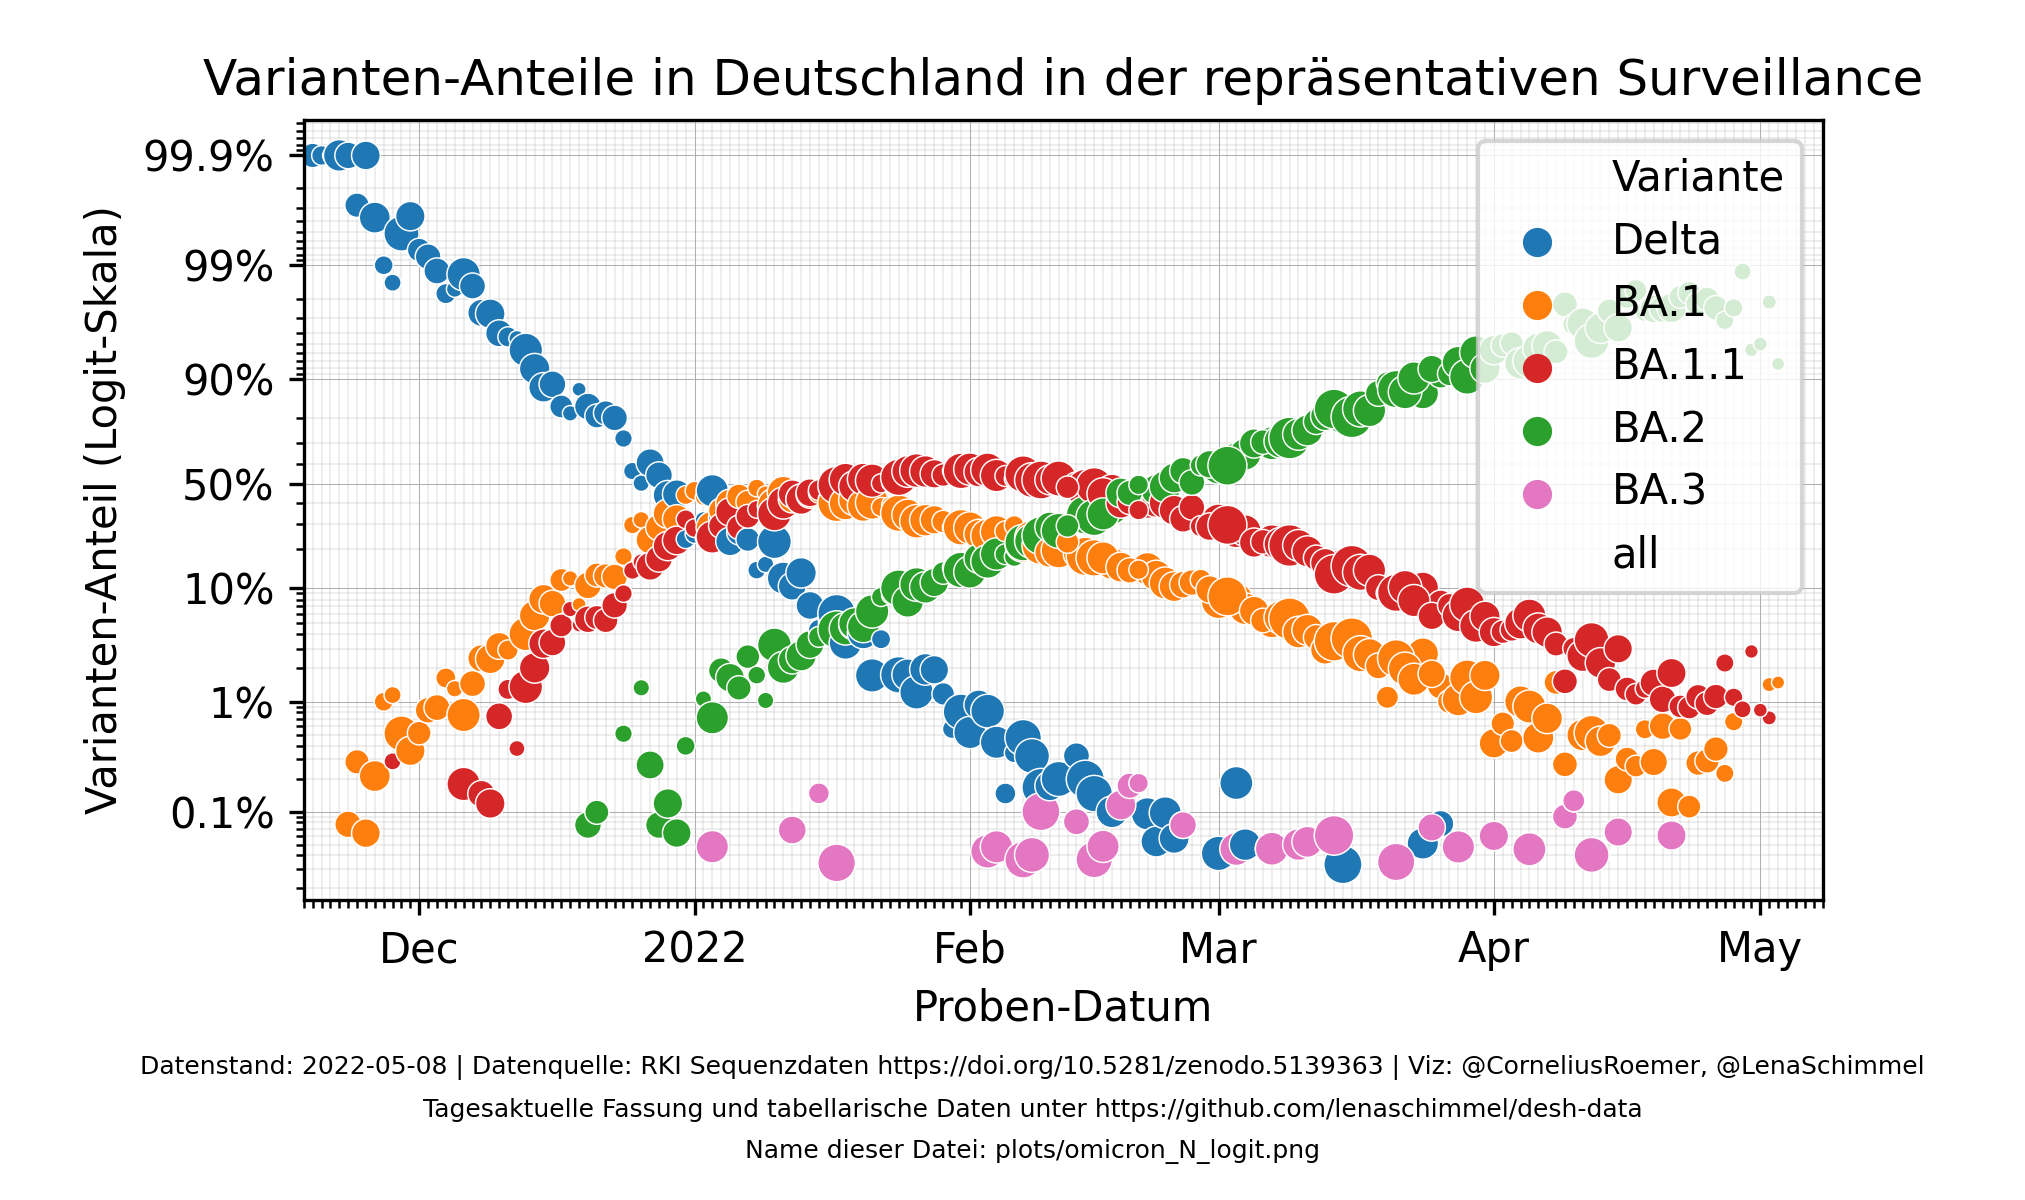 Varianten-Anteile in Deutschland in der repräsentativen Surveillance
Varianten-Anteil (Logit-Skala)
99.9%
99%
90%
50%
10%
1%
0.1%
Variante
Delta
BA.1
BA.1.1
BA.2
BA.3
all
Dec 2022 Feb Mar Apr May
Proben-Datum
Datenstand: 2022-05-08 | Datenquelle: RKI Sequenzdaten https://doi.org/10.5281/zenodo.5139363 | Viz: @CorneliusRoemer, @LenaSchimmel
Tagesaktuelle Fassung und tabellarische Daten unter https://github.com/lenaschimmel/desh-data
Name dieser Datei: plots/omicron_N_logit.png